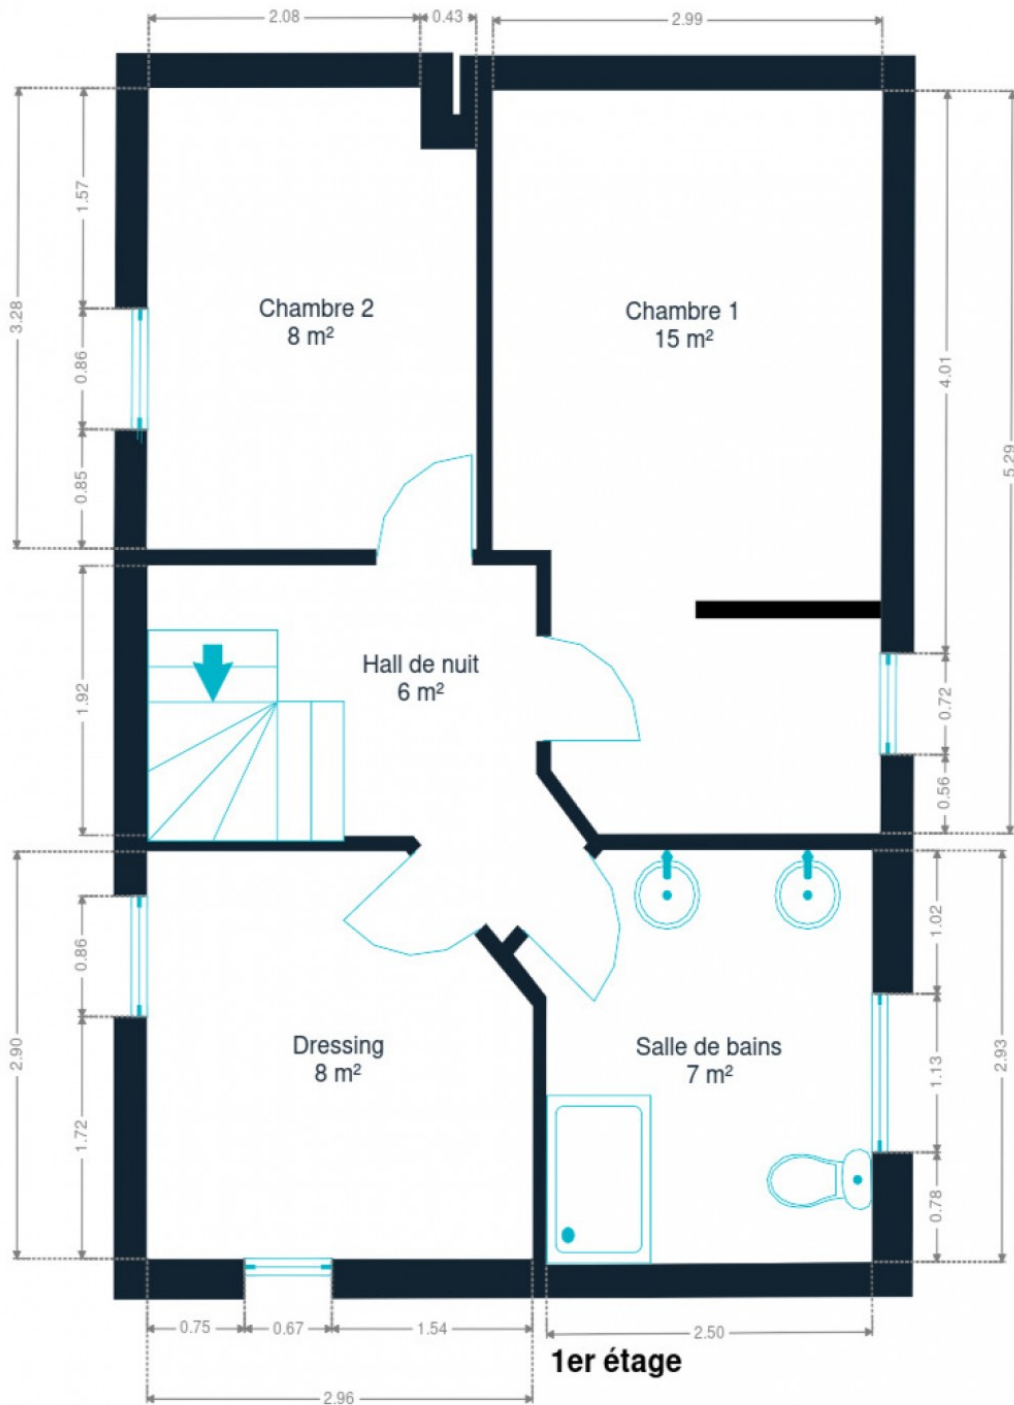 2.08
0.43
2.99
1.57
3.28
Chambre 2
8 m²
Chambre 1
15 m²
0.86
4.01
0.85
5.29
Hall de nuit
6 m²
1.92
0.72
0.56
0.86
1.02
2.90
Dressing
8 m²
Salle de bains
7 m²
1.13
2.93
1.72
0.78
0.75
0.67
1.54
2.50
1er étage
2.96